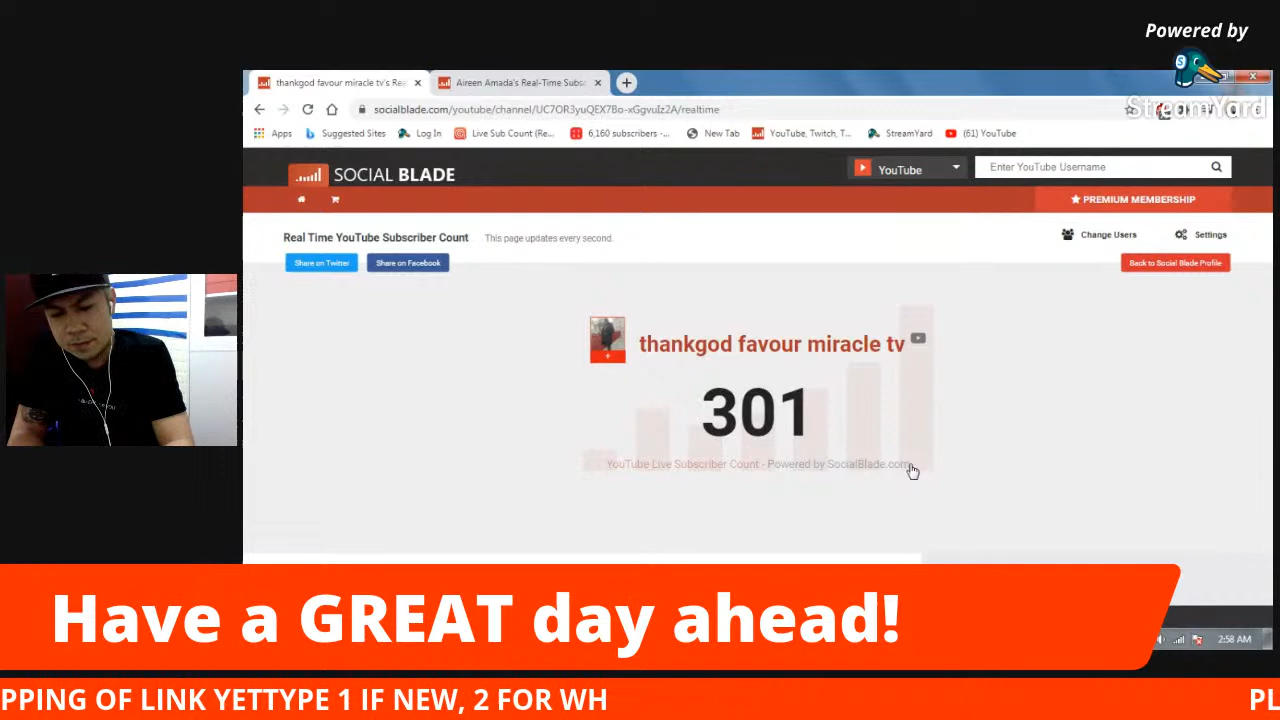 Powered by
StreamYard
thankgod favour miracle tv's Rea
Aireen Amada's Real-Time Subsc
socialblade.com/youtube/channel/UC7OR3yuQEX7Bo-xGgvuIz2A/realtime
Apps Suggested Sites Log In Live Sub Count (Re... 6,160 subscribers -... New Tab YouTube, Twitch, T... StreamYard (61) YouTube
SOCIAL BLADE
YouTube
Enter YouTube Username
PREMIUM MEMBERSHIP
Real Time YouTube Subscriber Count This page updates every second.
Change Users Settings
Share on Twitter Share on Facebook
Back to Social Blade Profile
thankgod favour miracle tv
301
YouTube Live Subscriber Count - Powered by SocialBlade.com
Have a GREAT day ahead!
2:58 AM
PPING OF LINK YETTYPE 1 IF NEW, 2 FOR WH
PL